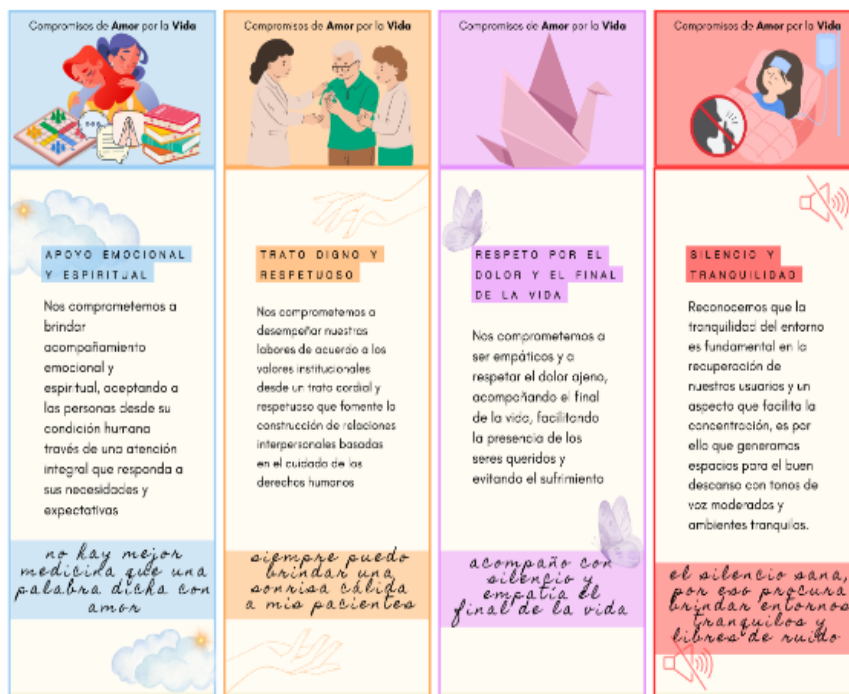 Compromisos de Amor por la Vida
APOYO EMOCIONAL
Y ESPIRITUAL
Nos comprometemos a
brindar
acompañamiento
emocional y
espiritual, aceptando a
las personas desde su
condición humana
través de una atención
integral que responda a
sus necesidades y
expectativas
no hay mejor
medicina que una
palabra dicha con
amor
Compromisos de Amor por la Vida
TRATO DIGNO Y
RESPETUOSO
Nos comprometemos a
desempeñar nuestras
labores de acuerdo a los
valores institucionales
desde un trato cordial y
respetuoso que fomente la
construcción de relaciones
interpersonales basadas
en el cuidado de los
derechos humanos
siempre puedo
brindar una
sonrisa cálida
a mis pacientes
Compromisos de Amor por la Vida
RESPETO POR EL
DOLOR Y EL FINAL
DE LA VIDA
Nos comprometemos a
ser empáticos y a
respetar el dolor ajeno,
acompañando el final
de la vida, facilitando
la presencia de los
seres queridos y
evitando el sufrimiento
acompaño con
silencio y
empatía el
final de la vida
Compromisos de Amor por la Vida
SILENCIO Y
TRANQUILIDAD
Reconocemos que la
tranquilidad del entorno
es fundamental en la
recuperación de
nuestros usuarios y un
aspecto que facilita la
concentración, es por
ello que generamos
espacios para el buen
descanso con tonos de
voz moderados y
ambientes tranquilos.
el silencio sana,
por eso procura
brindar entornos
tranquilos y
libres de ruido